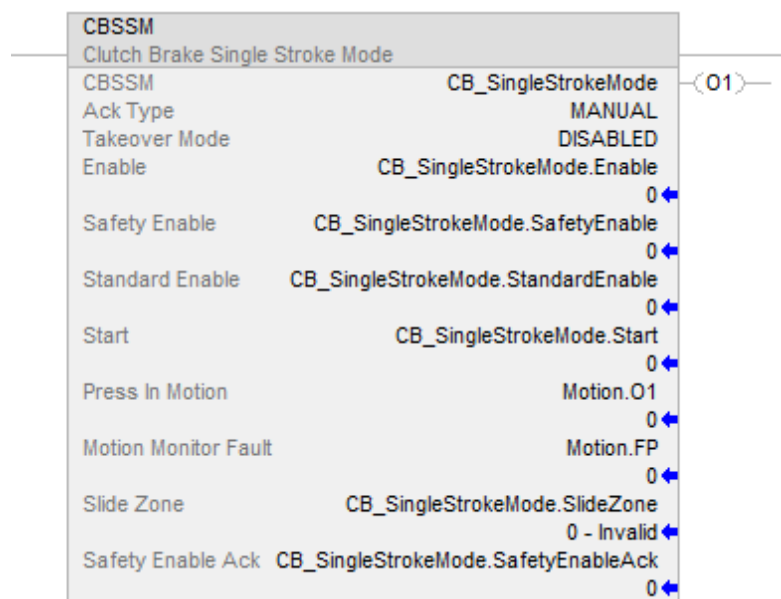 CBSSM
Clutch Brake Single Stroke Mode
CBSSM CB_SingleStrokeMode (O1)
Ack Type MANUAL
Takeover Mode DISABLED
Enable CB_SingleStrokeMode.Enable
0
Safety Enable CB_SingleStrokeMode.SafetyEnable
0
Standard Enable CB_SingleStrokeMode.StandardEnable
0
Start CB_SingleStrokeMode.Start
0
Press In Motion Motion.O1
0
Motion Monitor Fault Motion.FP
0
Slide Zone CB_SingleStrokeMode.SlideZone
0 - Invalid
Safety Enable Ack CB_SingleStrokeMode.SafetyEnableAck
0